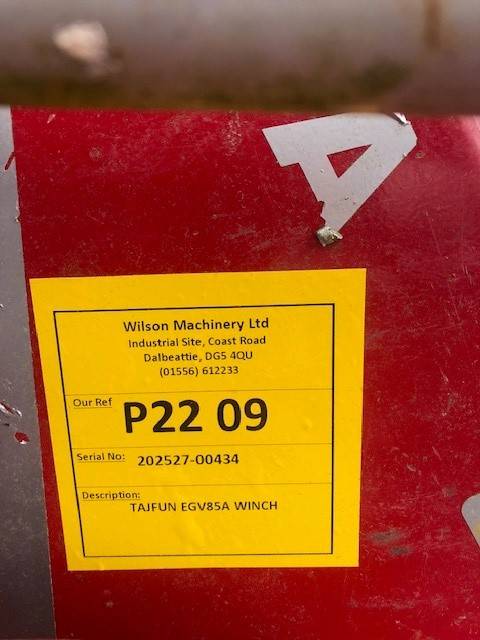 A
Wilson Machinery Ltd
Industrial Site, Coast Road
Dalbeattie, DG5 4QU
(01556) 612233
Our Ref P22 09
Serial No: 202527-00434
Description:
TAJFUN EGV85A WINCH